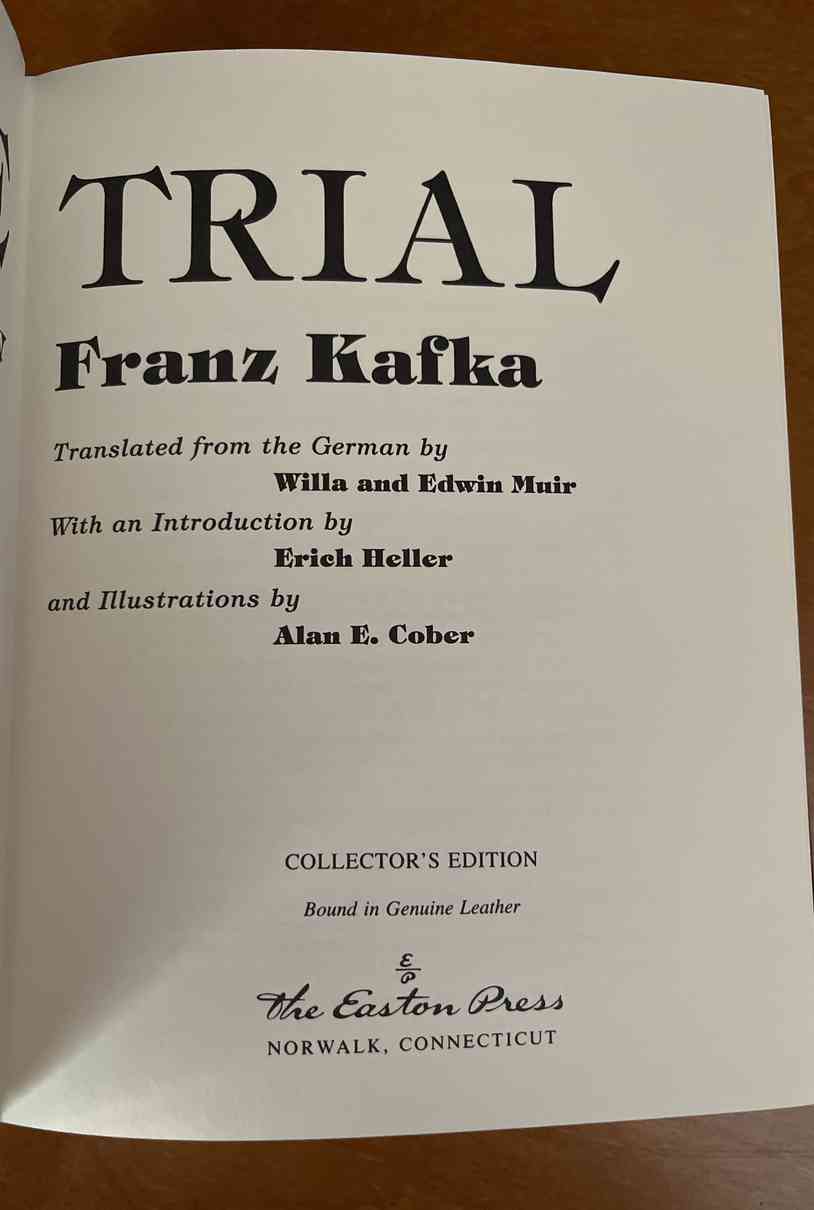 TRIAL
Franz Kafka
Translated from the German by
Willa and Edwin Muir
With an Introduction by
Erich Heller
and Illustrations by
Alan E. Cober
COLLECTOR'S EDITION
Bound in Genuine Leather
E
P
The Easton Press
NORWALK, CONNECTICUT